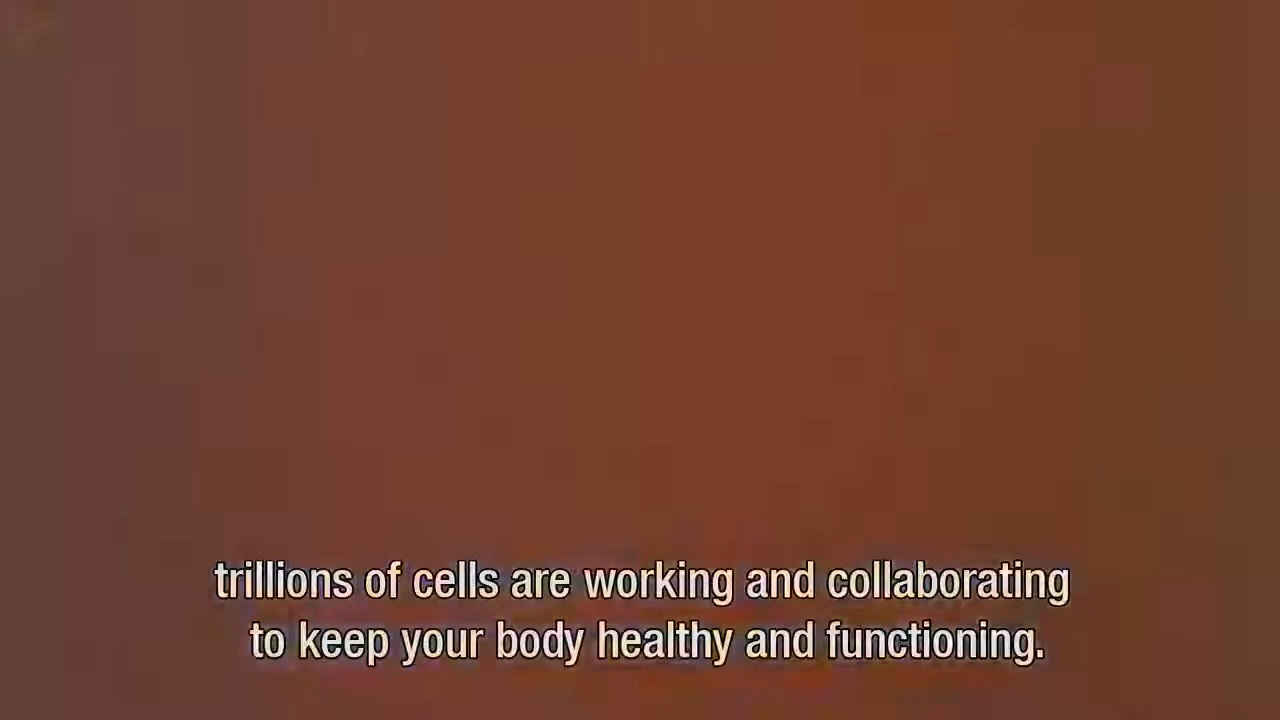 trillions of cells are working and collaborating
to keep your body healthy and functioning.